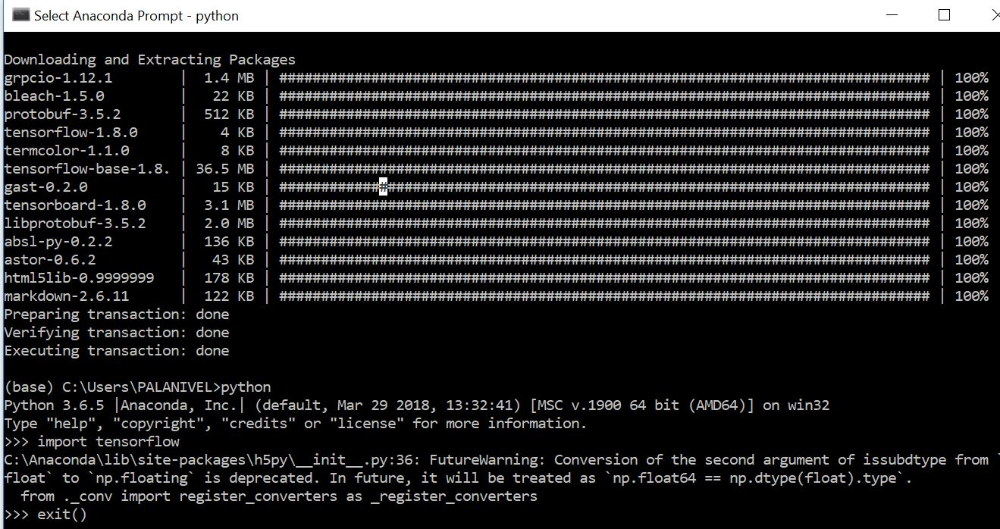 Select Anaconda Prompt - python
Downloading and Extracting Packages
grpcio-1.12.1 | 1.4 MB | ############################################################################## | 100%
bleach-1.5.0 | 22 KB | ############################################################################## | 100%
protobuf-3.5.2 | 512 KB | ############################################################################## | 100%
tensorflow-1.8.0 | 4 KB | ############################################################################## | 100%
termcolor-1.1.0 | 8 KB | ############################################################################## | 100%
tensorflow-base-1.8. | 36.5 MB | ############################################################################## | 100%
gast-0.2.0 | 15 KB | ############################################################################## | 100%
tensorboard-1.8.0 | 3.1 MB | ############################################################################## | 100%
libprotobuf-3.5.2 | 2.0 MB | ############################################################################## | 100%
absl-py-0.2.2 | 136 KB | ############################################################################## | 100%
astor-0.6.2 | 43 KB | ############################################################################## | 100%
html5lib-0.9999999 | 178 KB | ############################################################################## | 100%
markdown-2.6.11 | 122 KB | ############################################################################## | 100%
Preparing transaction: done
Verifying transaction: done
Executing transaction: done
(base) C:\Users\PALANIVEL>python
Python 3.6.5 |Anaconda, Inc.| (default, Mar 29 2018, 13:32:41) [MSC v.1900 64 bit (AMD64)] on win32
Type "help", "copyright", "credits" or "license" for more information.
>>> import tensorflow
C:\Anaconda\lib\site-packages\h5py\__init__.py:36: FutureWarning: Conversion of the second argument of issubdtype from `
float` to `np.floating` is deprecated. In future, it will be treated as `np.float64 == np.dtype(float).type`.
  from ._conv import register_converters as _register_converters
>>> exit()